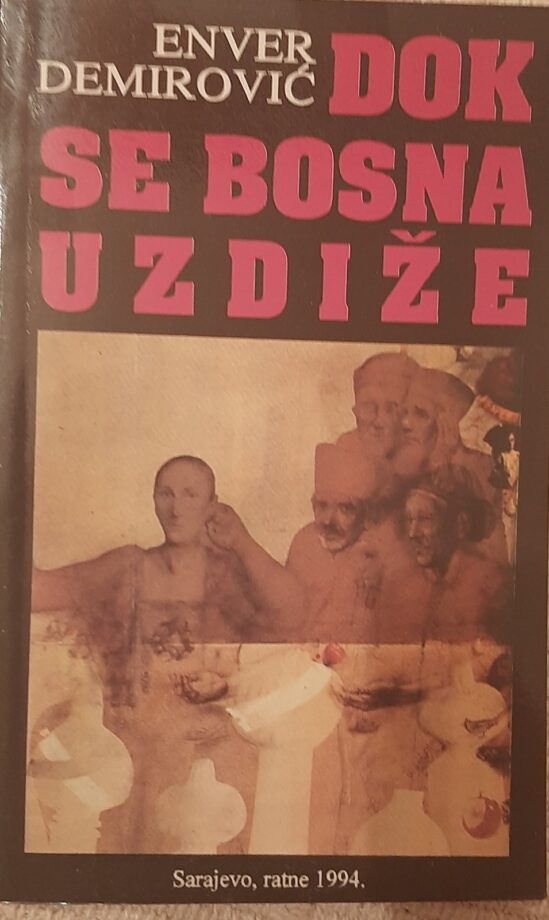 ENVER
DEMIROVIĆ
DOK
SE BOSNA
UZDIŽE
Sarajevo, ratne 1994.